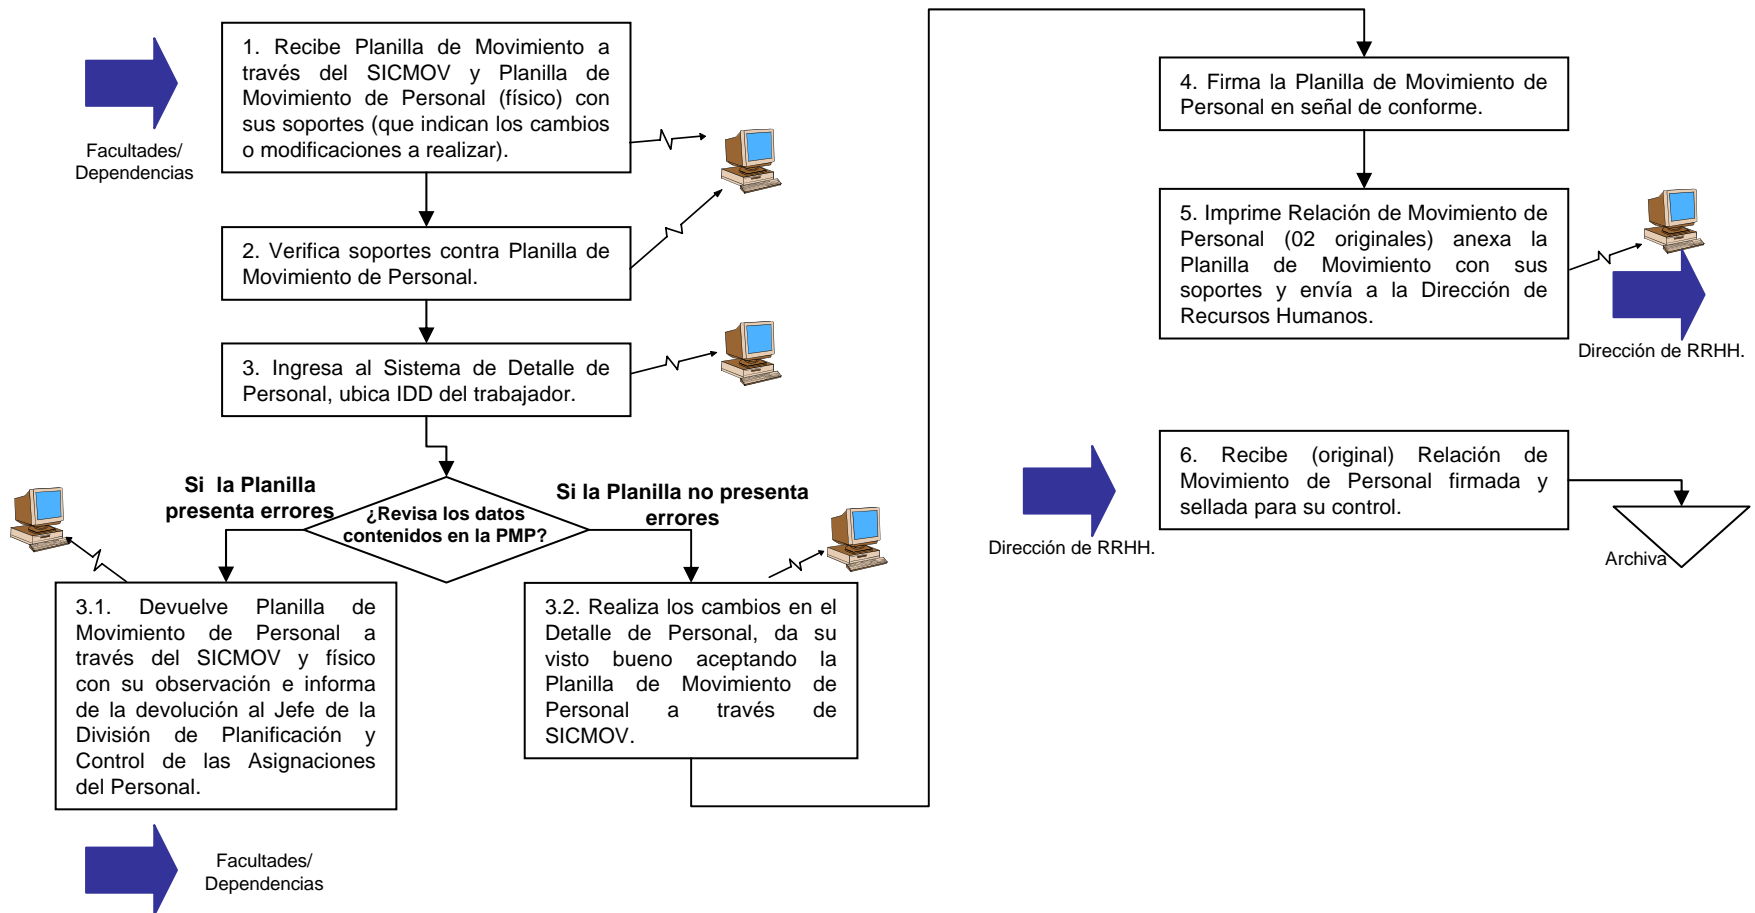 Facultades/
Dependencias
1. Recibe Planilla de Movimiento a
través del SICMOV y Planilla de
Movimiento de Personal (físico) con
sus soportes (que indican los cambios
o modificaciones a realizar).
2. Verifica soportes contra Planilla de
Movimiento de Personal.
3. Ingresa al Sistema de Detalle de
Personal, ubica IDD del trabajador.
Si la Planilla
presenta errores
¿Revisa los datos
contenidos en la PMP?
Si la Planilla no presenta
errores
3.1. Devuelve Planilla de
Movimiento de Personal a
través del SICMOV y físico
con su observación e informa
de la devolución al Jefe de la
División de Planificación y
Control de las Asignaciones
del Personal.
Facultades/
Dependencias
3.2. Realiza los cambios en el
Detalle de Personal, da su
visto bueno aceptando la
Planilla de Movimiento de
Personal a través de
SICMOV.
4. Firma la Planilla de Movimiento de
Personal en señal de conforme.
5. Imprime Relación de Movimiento de
Personal (02 originales) anexa la
Planilla de Movimiento con sus
soportes y envía a la Dirección de
Recursos Humanos.
Dirección de RRHH.
Dirección de RRHH.
6. Recibe (original) Relación de
Movimiento de Personal firmada y
sellada para su control.
Archiva